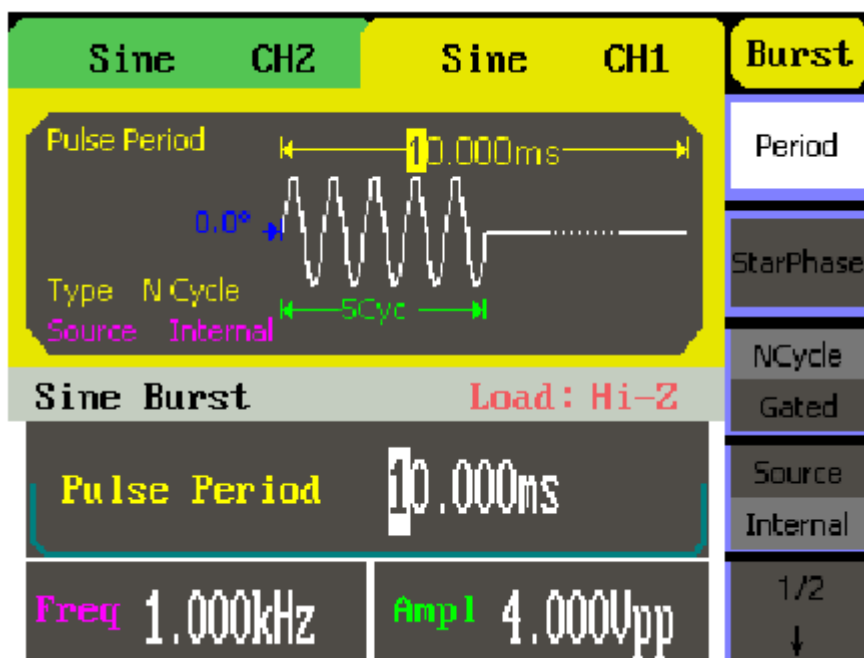 Sine CH2 Sine CH1 Burst
Pulse Period 10.000ms
Period
0.0°
StarPhase
Type N Cycle
5Cyc
Source Internal
NCycle
Gated
Sine Burst Load: Hi-Z
Pulse Period 10.000ms
Source
Internal
Freq 1.000kHz Ampl 4.000Vpp
1/2
↓